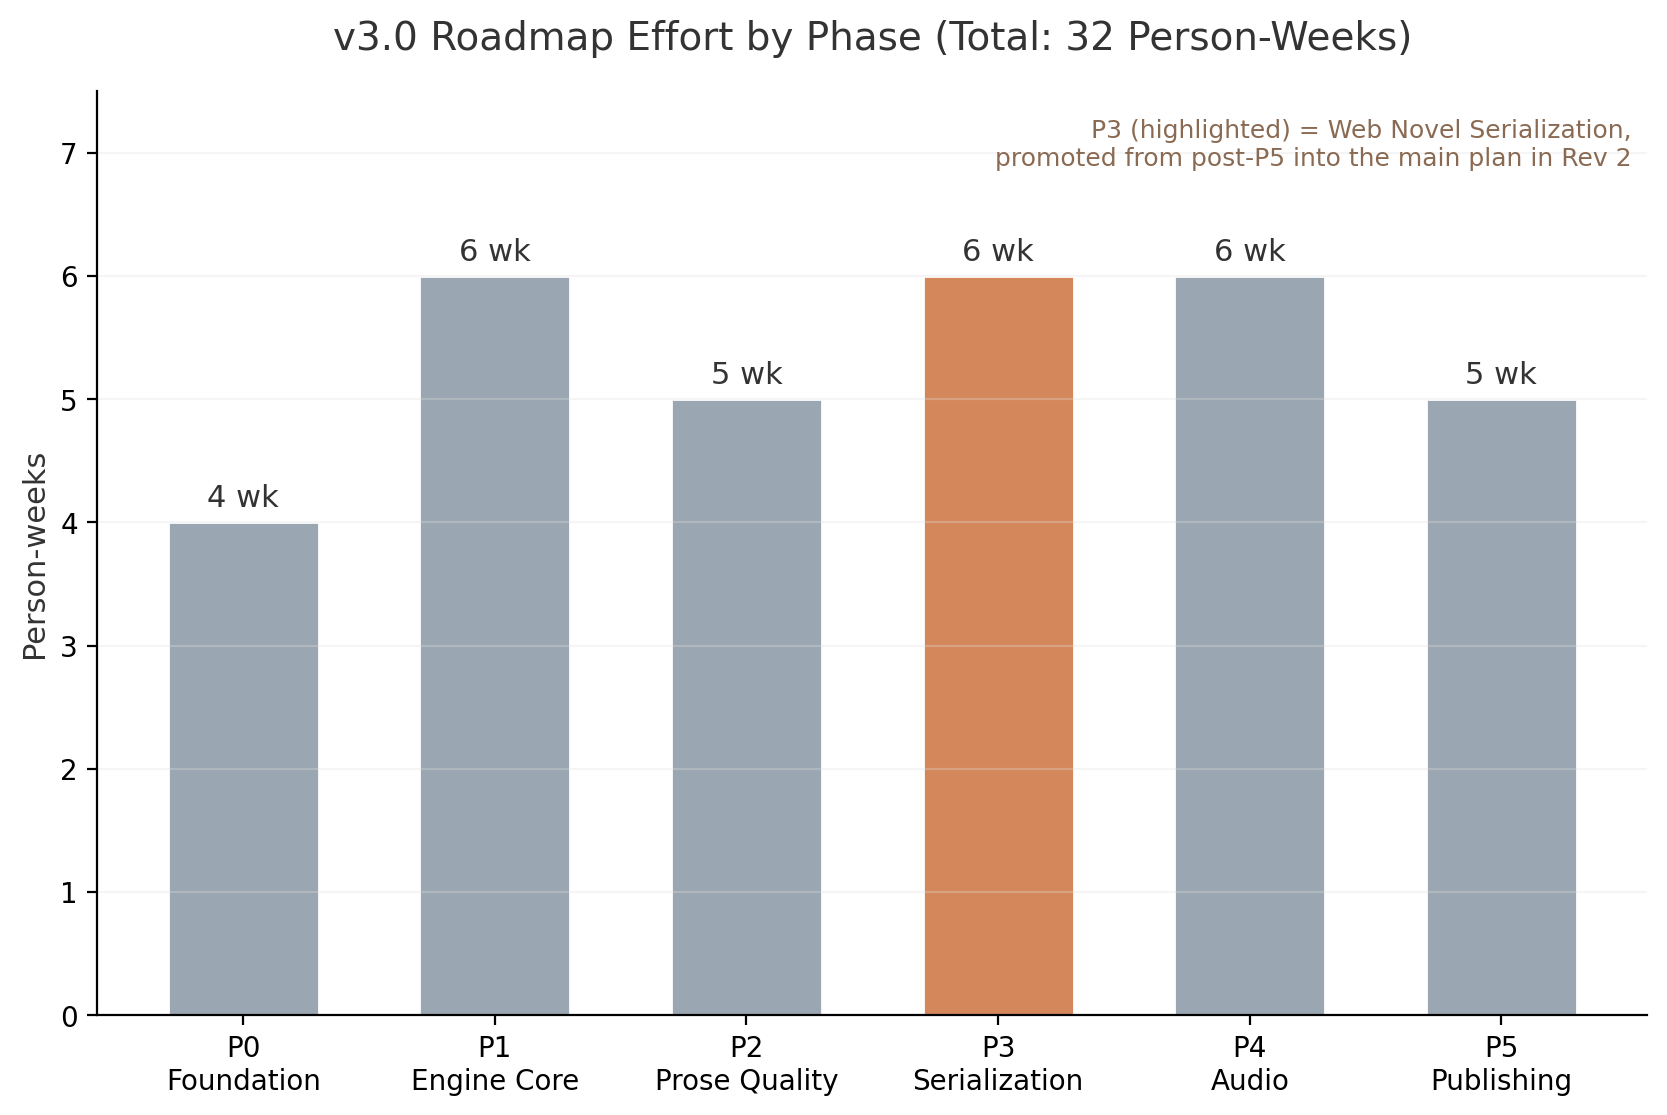 v3.0 Roadmap Effort by Phase (Total: 32 Person-Weeks)
P3 (highlighted) = Web Novel Serialization,
promoted from post-P5 into the main plan in Rev 2
Person-weeks
7
6
5
4
3
2
1
0
4 wk
6 wk
5 wk
6 wk
6 wk
5 wk
P0
Foundation
P1
Engine Core
P2
Prose Quality
P3
Serialization
P4
Audio
P5
Publishing